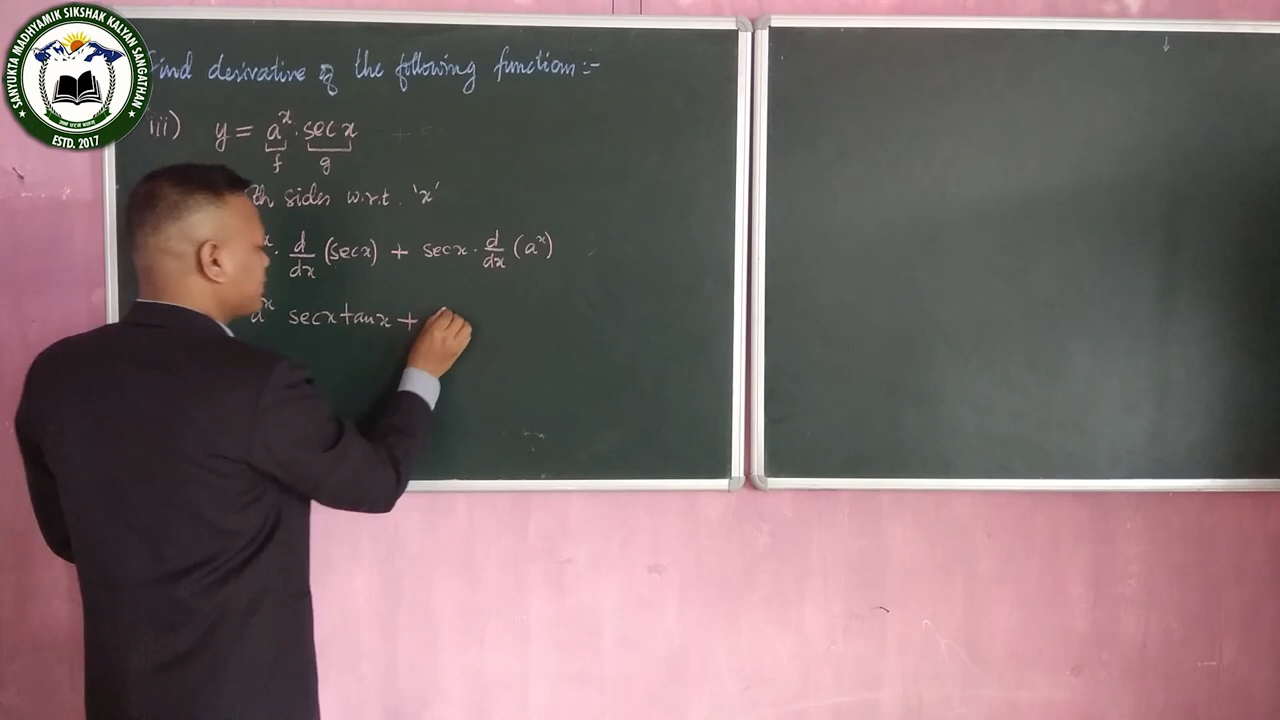 SANYUKTA MADHYAMIK SIKSHAK KALYAN SANGATHAN
ESTD. 2017
Find derivative of the following functions:-
iii) y = a^x . sec x
f g
th sides w.r.t. 'x'
x . d/dx (sec x) + sec x . d/dx (a^x)
a^x sec x tan x +